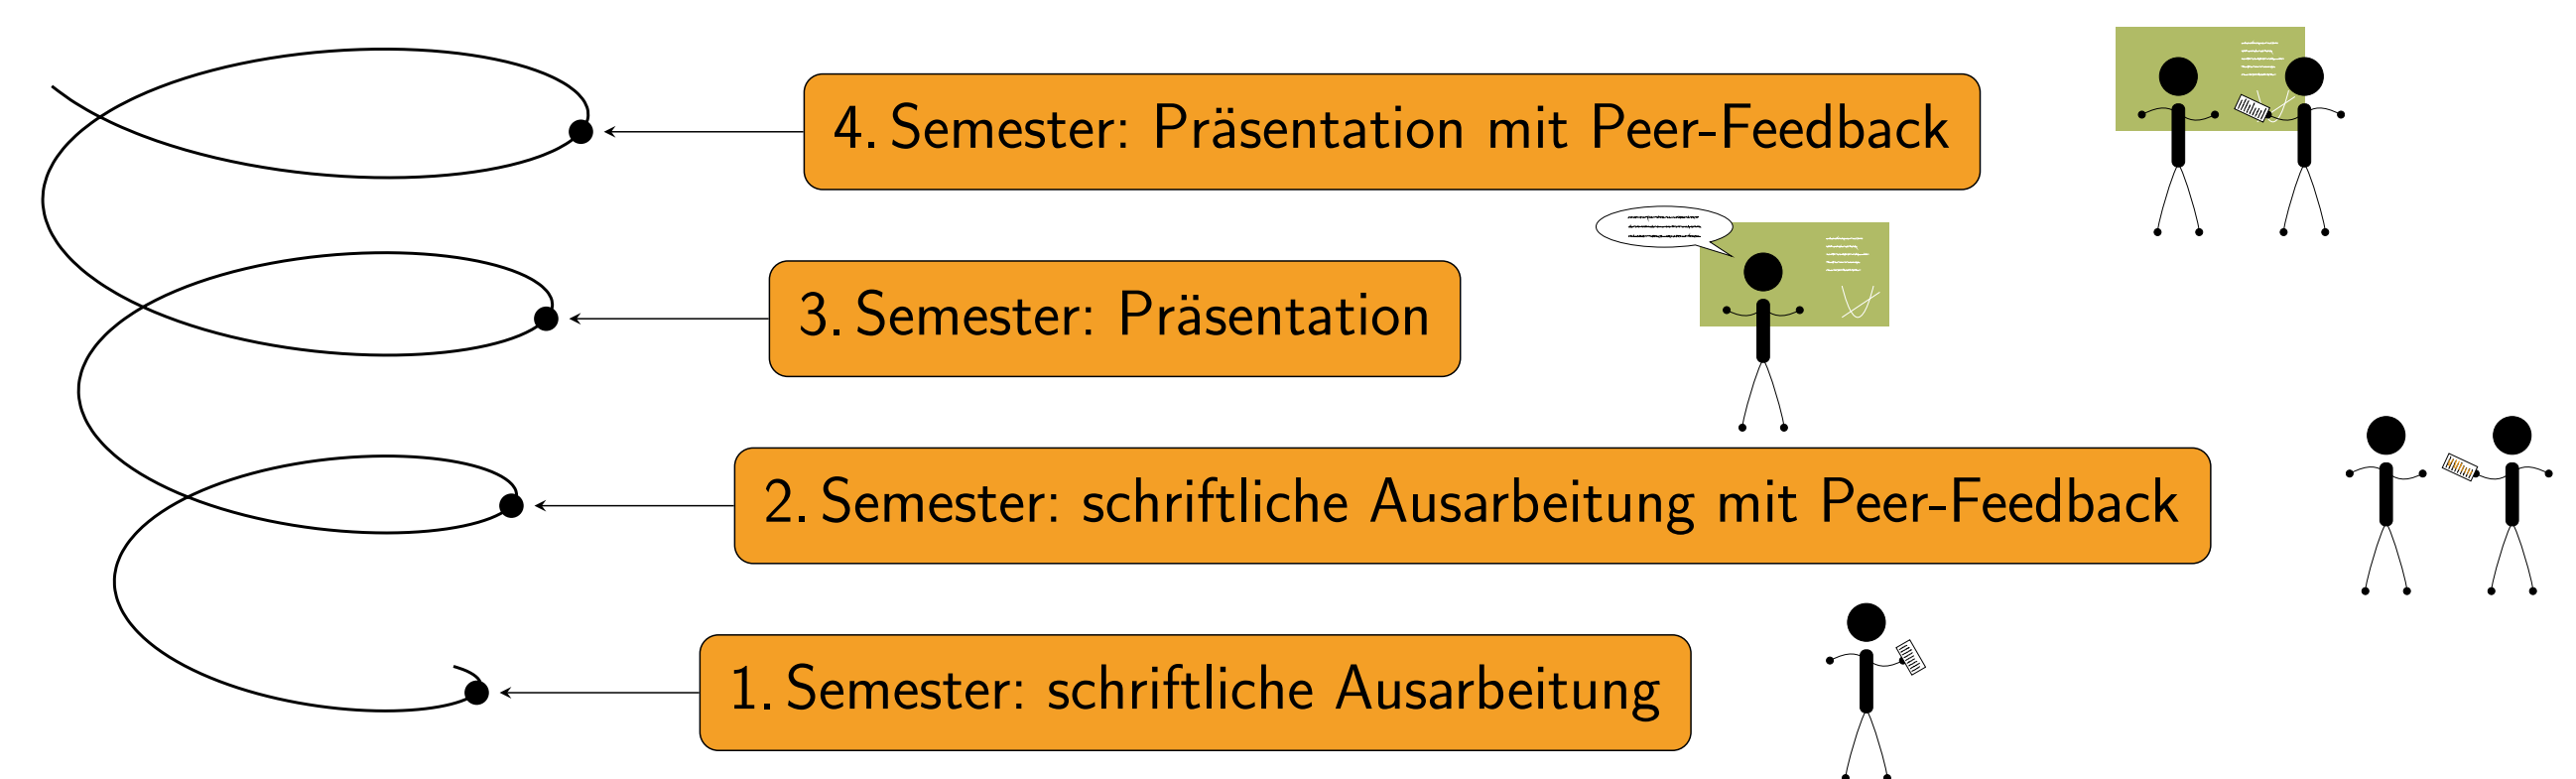 4. Semester: Präsentation mit Peer-Feedback
3. Semester: Präsentation
2. Semester: schriftliche Ausarbeitung mit Peer-Feedback
1. Semester: schriftliche Ausarbeitung